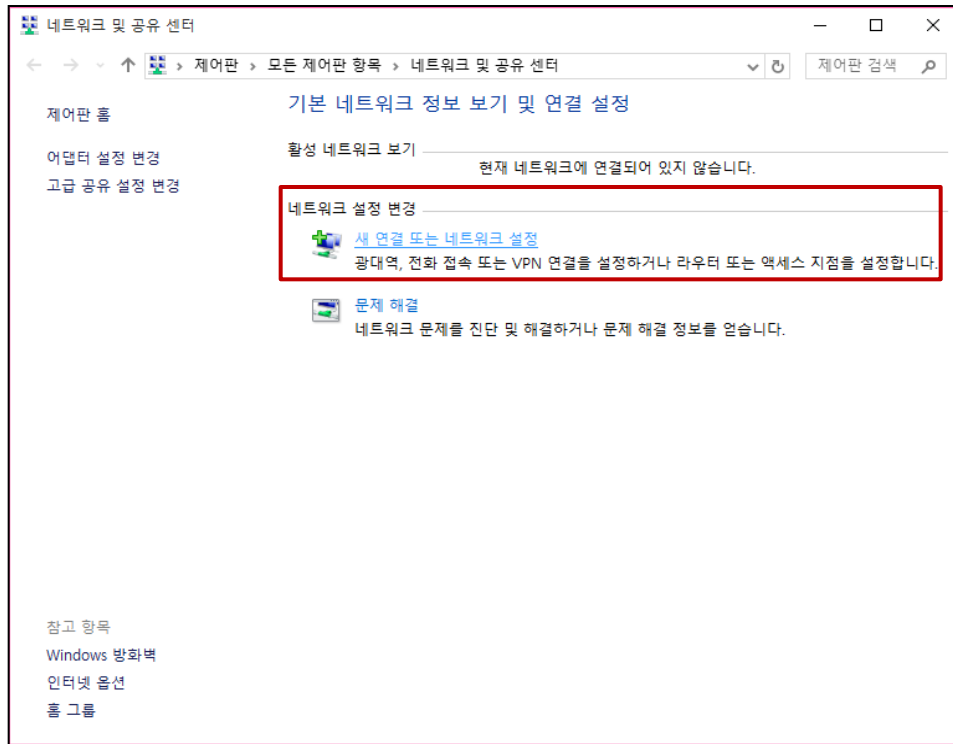 네트워크 및 공유 센터
제어판 › 모든 제어판 항목 › 네트워크 및 공유 센터
제어판 검색
제어판 홈
어댑터 설정 변경
고급 공유 설정 변경
기본 네트워크 정보 보기 및 연결 설정
활성 네트워크 보기
현재 네트워크에 연결되어 있지 않습니다.
네트워크 설정 변경
새 연결 또는 네트워크 설정
광대역, 전화 접속 또는 VPN 연결을 설정하거나 라우터 또는 액세스 지점을 설정합니다.
문제 해결
네트워크 문제를 진단 및 해결하거나 문제 해결 정보를 얻습니다.
참고 항목
Windows 방화벽
인터넷 옵션
홈 그룹